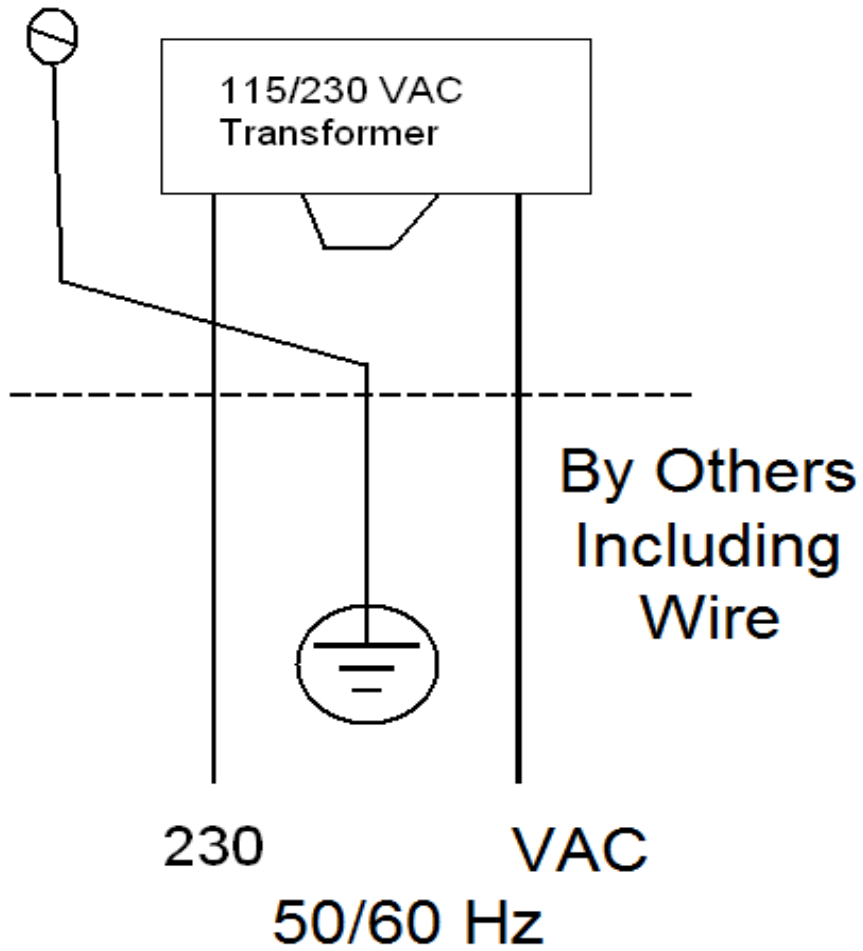 115/230 VAC
Transformer
By Others
Including
Wire
230 VAC
50/60 Hz